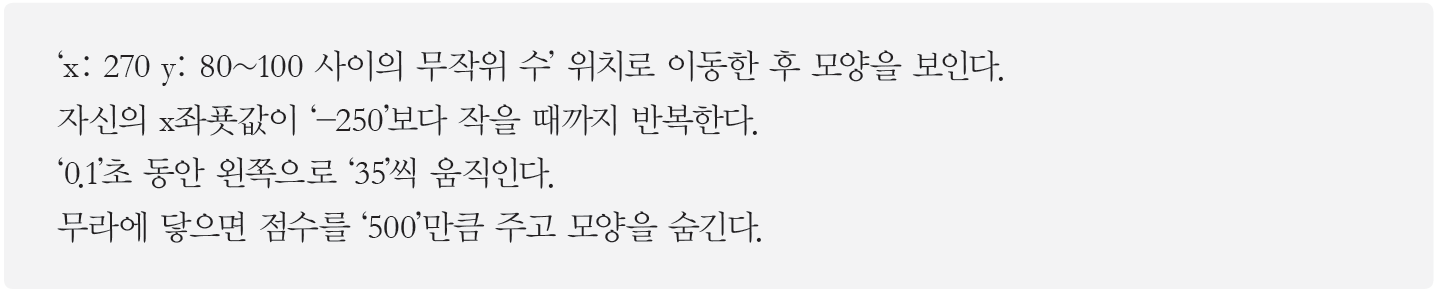 ‘x: 270 y: 80~100 사이의 무작위 수’ 위치로 이동한 후 모양을 보인다.
자신의 x좌푯값이 ‘–250’보다 작을 때까지 반복한다.
‘0.1’초 동안 왼쪽으로 ‘35’씩 움직인다.
무라에 닿으면 점수를 ‘500’만큼 주고 모양을 숨긴다.